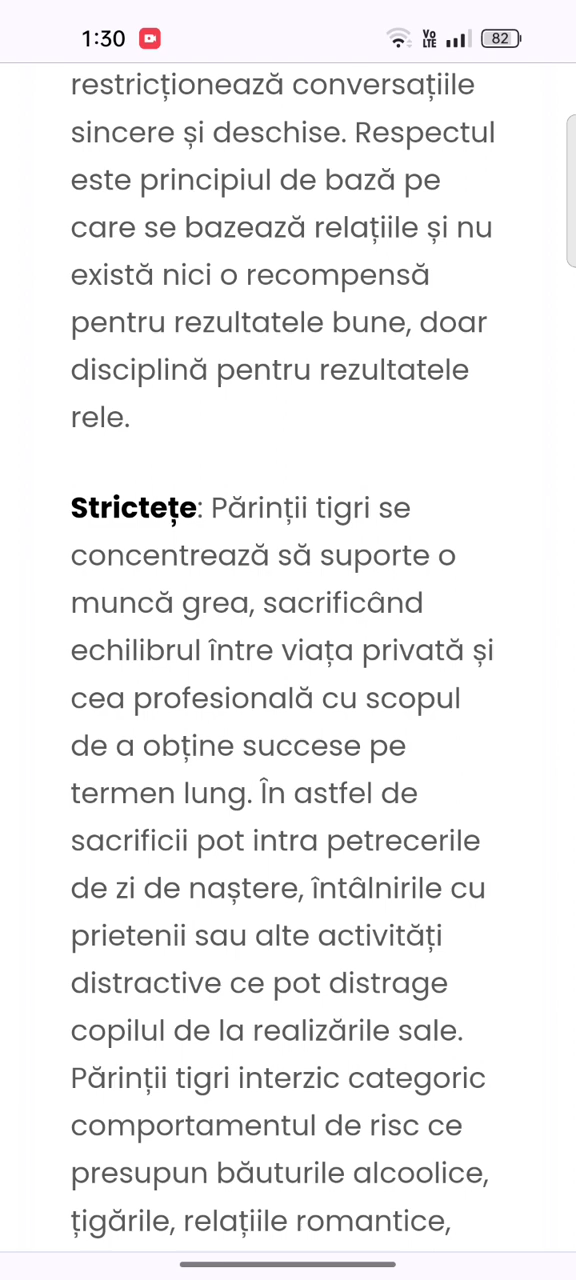 1:30
Vo
LTE
82
restricționează conversațiile
sincere și deschise. Respectul
este principiul de bază pe
care se bazează relațiile și nu
există nici o recompensă
pentru rezultatele bune, doar
disciplină pentru rezultatele
rele.
Strictețe: Părinții tigri se
concentrează să suporte o
muncă grea, sacrificând
echilibrul între viața privată și
cea profesională cu scopul
de a obține succese pe
termen lung. În astfel de
sacrificii pot intra petrecerile
de zi de naștere, întâlnirile cu
prietenii sau alte activități
distractive ce pot distrage
copilul de la realizările sale.
Părinții tigri interzic categoric
comportamentul de risc ce
presupun băuturile alcoolice,
țigările, relațiile romantice,